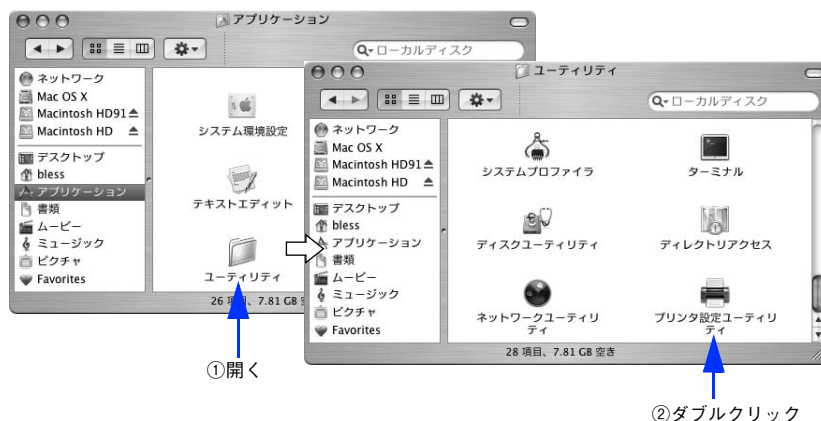 アプリケーション
ローカルディスク
ネットワーク
Mac OS X
Macintosh HD91
Macintosh HD
デスクトップ
bless
アプリケーション
書類
ムービー
ミュージック
ピクチャ
Favorites
システム環境設定
テキストエディット
ユーティリティ
26 項目、7.81 GB
①開く
ユーティリティ
ローカルディスク
ネットワーク
Mac OS X
Macintosh HD91
Macintosh HD
デスクトップ
bless
アプリケーション
書類
ムービー
ミュージック
ピクチャ
Favorites
システムプロファイラ
ターミナル
ディスクユーティリティ
ディレクトリアクセス
ネットワークユーティリ
ティ
プリンタ設定ユーティリ
ティ
28 項目、7.81 GB 空き
②ダブルクリック